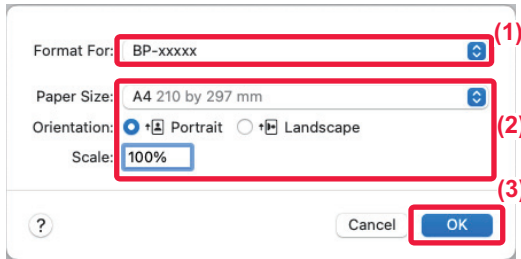 (1)
Format For: BP-xxxxx
Paper Size: A4 210 by 297 mm
Orientation: Portrait Landscape
(2)
Scale: 100%
(3)
? Cancel OK